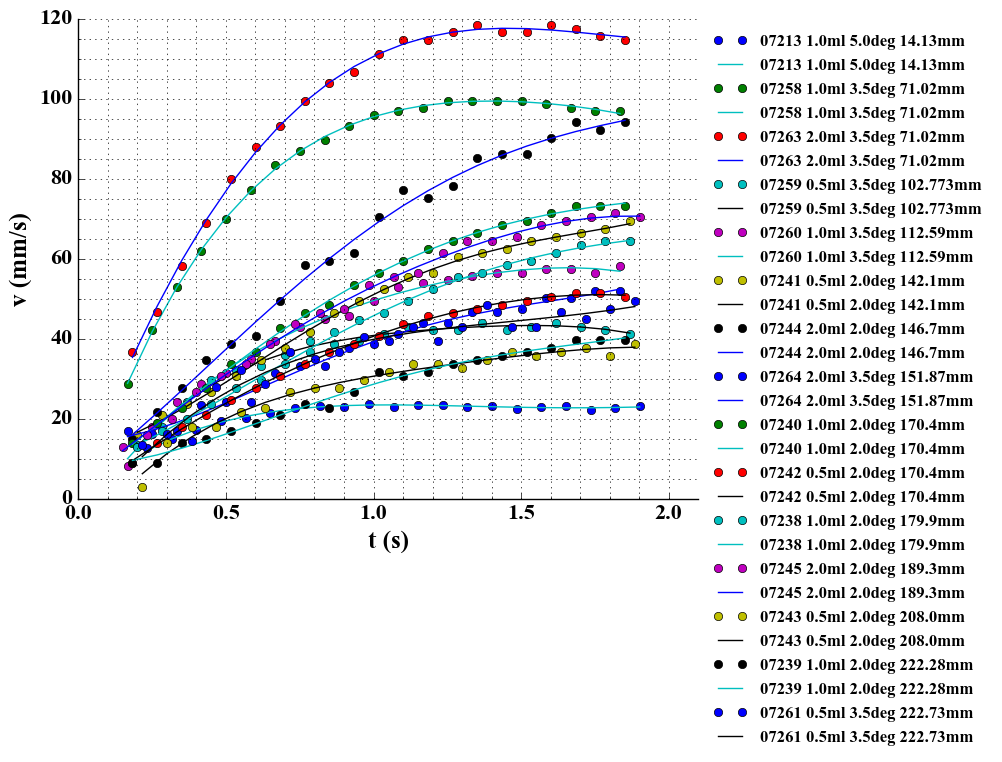 120
100
80
60
40
20
0
0.0 0.5 1.0 1.5 2.0
v (mm/s)
t (s)
07213 1.0ml 5.0deg 14.13mm
07213 1.0ml 5.0deg 14.13mm
07258 1.0ml 3.5deg 71.02mm
07258 1.0ml 3.5deg 71.02mm
07263 2.0ml 3.5deg 71.02mm
07263 2.0ml 3.5deg 71.02mm
07259 0.5ml 3.5deg 102.773mm
07259 0.5ml 3.5deg 102.773mm
07260 1.0ml 3.5deg 112.59mm
07260 1.0ml 3.5deg 112.59mm
07241 0.5ml 2.0deg 142.1mm
07241 0.5ml 2.0deg 142.1mm
07244 2.0ml 2.0deg 146.7mm
07244 2.0ml 2.0deg 146.7mm
07264 2.0ml 3.5deg 151.87mm
07264 2.0ml 3.5deg 151.87mm
07240 1.0ml 2.0deg 170.4mm
07240 1.0ml 2.0deg 170.4mm
07242 0.5ml 2.0deg 170.4mm
07242 0.5ml 2.0deg 170.4mm
07238 1.0ml 2.0deg 179.9mm
07238 1.0ml 2.0deg 179.9mm
07245 2.0ml 2.0deg 189.3mm
07245 2.0ml 2.0deg 189.3mm
07243 0.5ml 2.0deg 208.0mm
07243 0.5ml 2.0deg 208.0mm
07239 1.0ml 2.0deg 222.28mm
07239 1.0ml 2.0deg 222.28mm
07261 0.5ml 3.5deg 222.73mm
07261 0.5ml 3.5deg 222.73mm